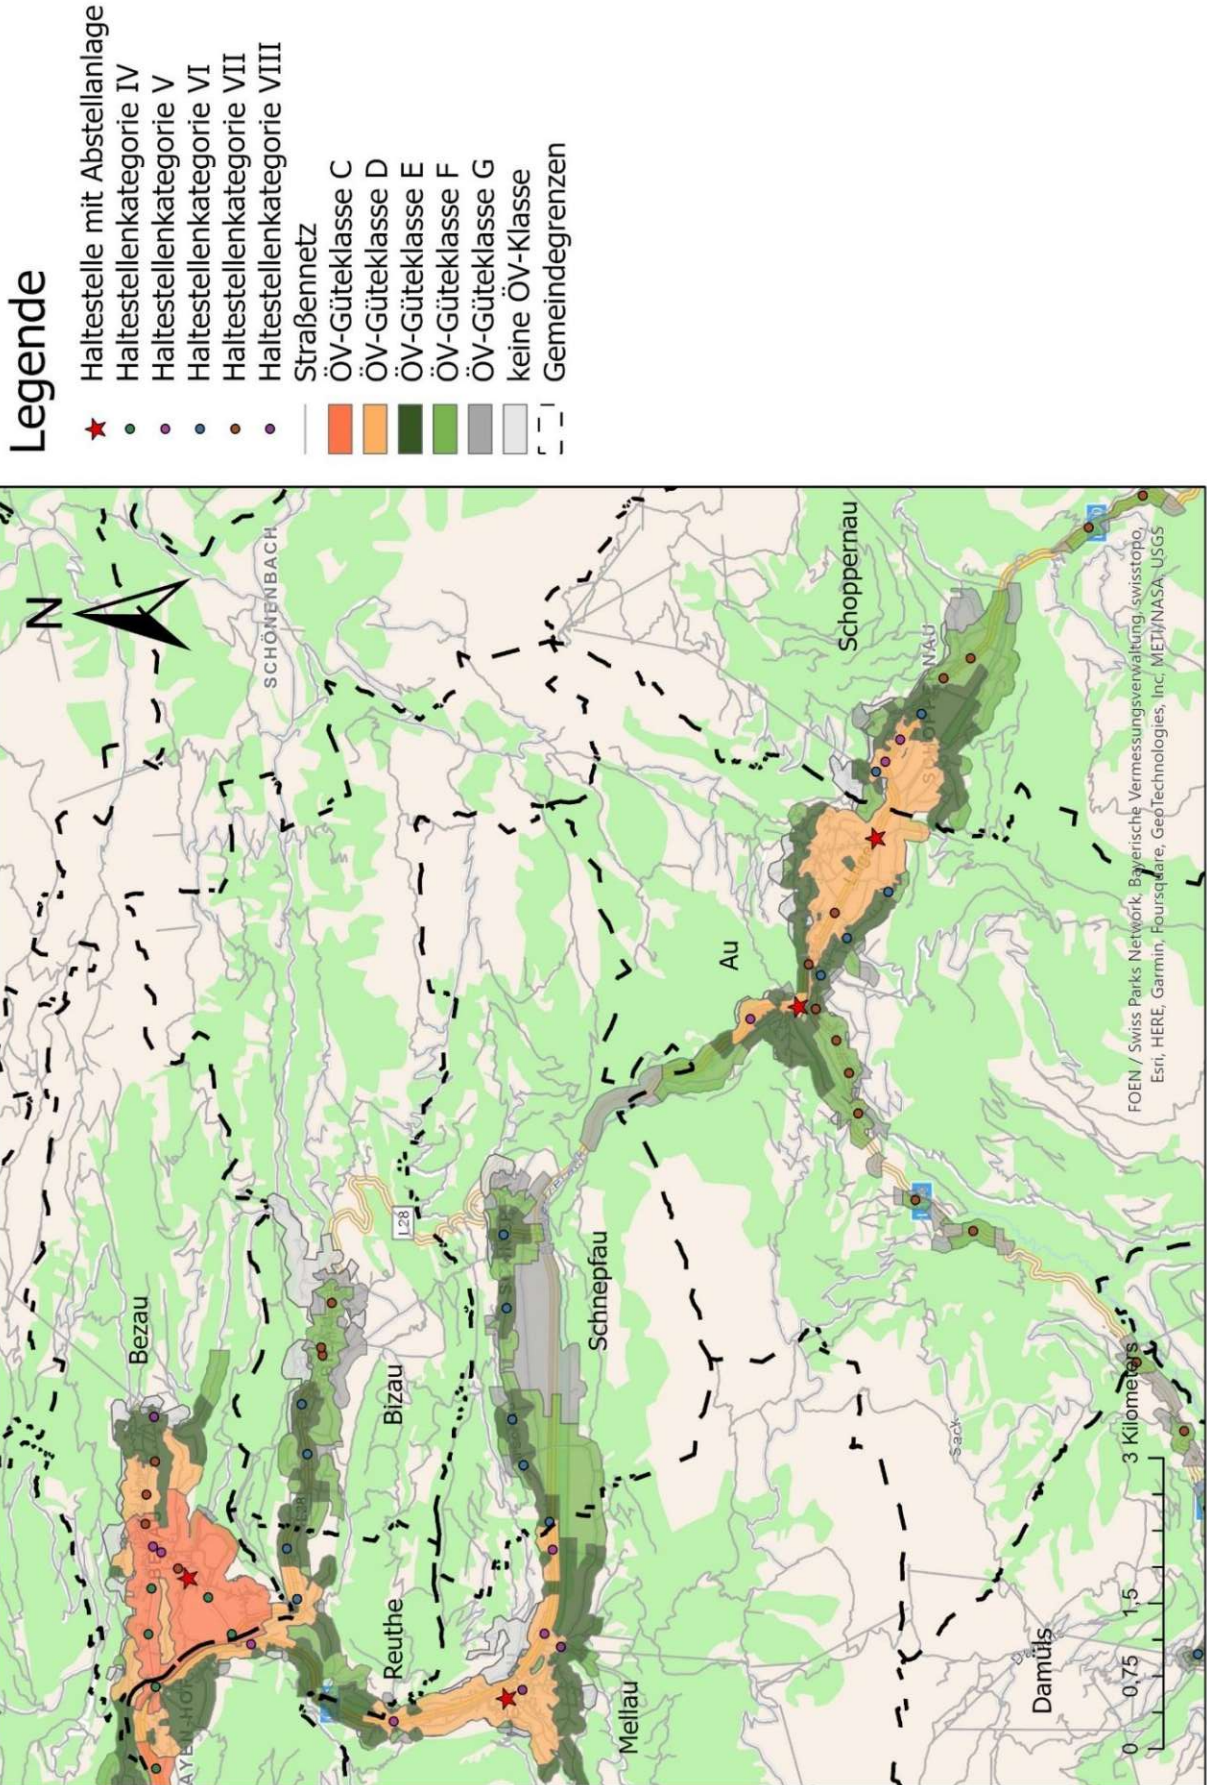 Legende
Haltestelle mit Abstellanlage
Haltestellenkategorie IV
Haltestellenkategorie V
Haltestellenkategorie VI
Haltestellenkategorie VII
Haltestellenkategorie VIII
Straßennetz
ÖV-Güteklasse C
ÖV-Güteklasse D
ÖV-Güteklasse E
ÖV-Güteklasse F
ÖV-Güteklasse G
keine ÖV-Klasse
Gemeindegrenzen
N
SCHÖNENBACH
Bezau
Bizau
L28
Reuthe
Schnepfau
Mellau
Au
Schoppernau
Sack
Damüls
0 0,75 1,5 3 Kilometers
FOEN / Swiss Parks Network, Bayerische Vermessungsverwaltung, swisstopo,
Esri, HERE, Garmin, Foursquare, GeoTechnologies, Inc, METI/NASA, USGS